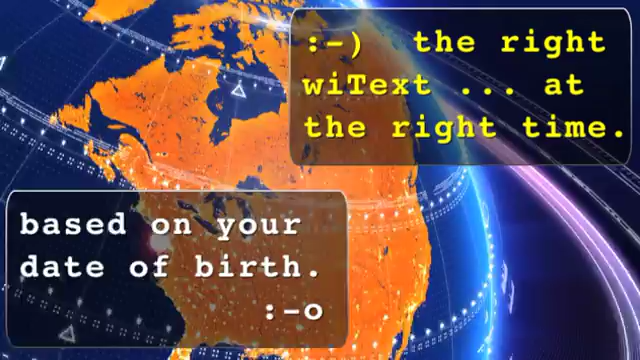 :-)  the right
wiText ... at
the right time.
based on your
date of birth.
:-o